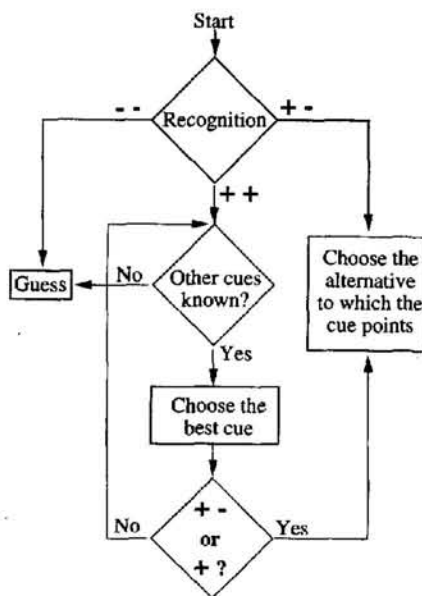 Start
- -
Recognition
+ -
+ +
Guess
No
Other cues
known?
Choose the
alternative
to which the
cue points
Yes
Choose the
best cue
No
+ -
or
+ ?
Yes